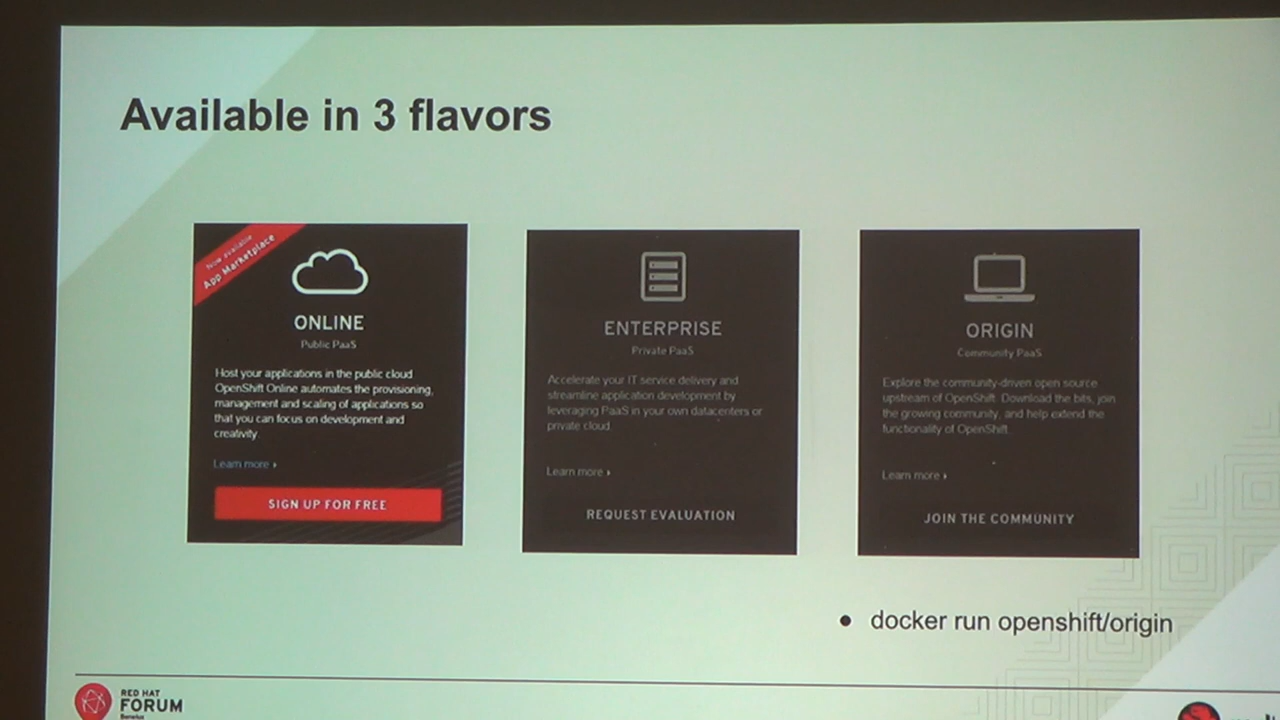 Available in 3 flavors
Now available
App Marketplace
ONLINE
Public PaaS
Host your applications in the public cloud
OpenShift Online automates the provisioning,
management and scaling of applications so
that you can focus on development and
creativity
Learn more ›
SIGN UP FOR FREE
ENTERPRISE
Private PaaS
Accelerate your IT service delivery and
streamline application development by
leveraging PaaS in your own datacenters or
private cloud
Learn more ›
REQUEST EVALUATION
ORIGIN
Community PaaS
Explore the community-driven open source
upstream of OpenShift. Download the bits, join
the growing community, and help extend the
functionality of OpenShift.
Learn more ›
JOIN THE COMMUNITY
● docker run openshift/origin
RED HAT
FORUM
Benelux